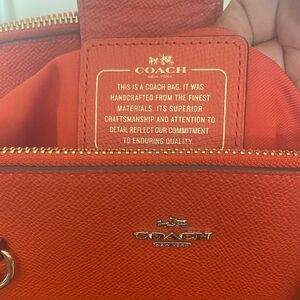 COACH
NEW YORK
THIS IS A COACH BAG. IT WAS
HANDCRAFTED FROM THE FINEST
MATERIALS. ITS SUPERIOR
CRAFTSMANSHIP AND ATTENTION TO
DETAIL REFLECT OUR COMMITMENT
TO ENDURING QUALITY.
COACH
NEW YORK